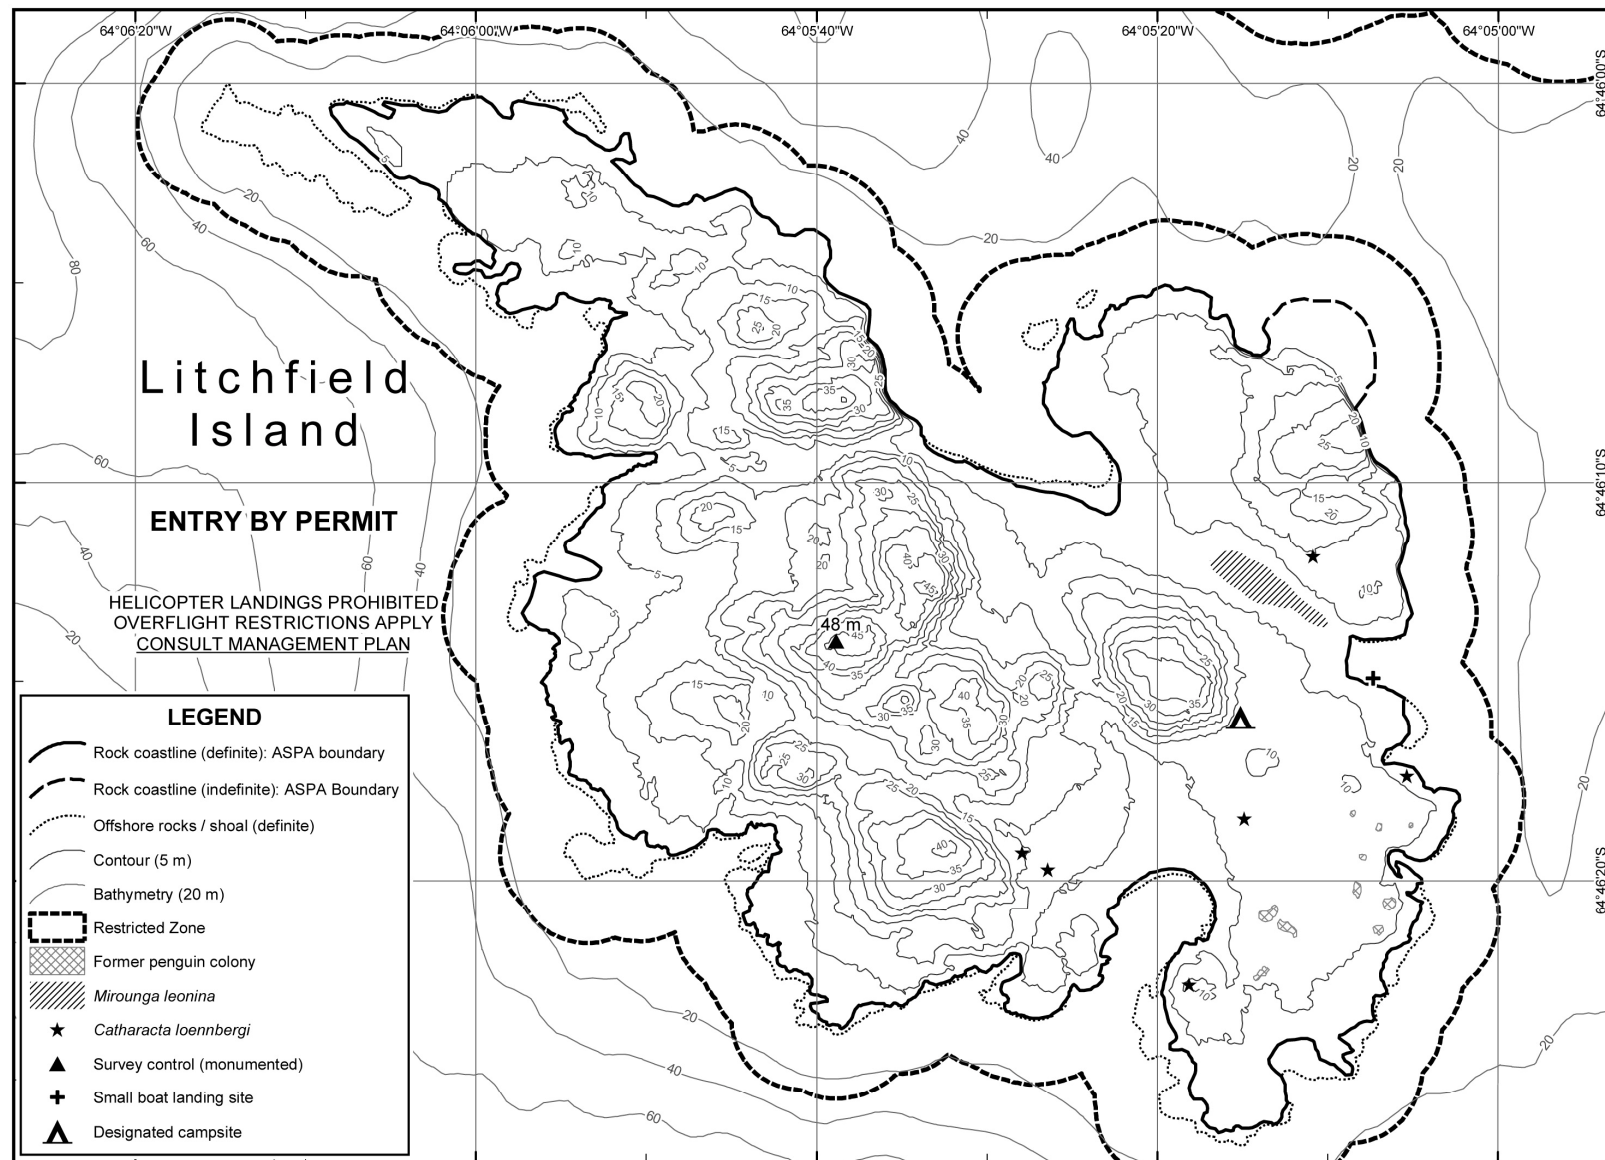 64°06'20"W
64°06'00"W
64°05'40"W
64°05'20"W
64°05'00"W
64°46'00"S
64°46'10"S
64°46'20"S
Litchfield
Island
ENTRY BY PERMIT
HELICOPTER LANDINGS PROHIBITED
OVERFLIGHT RESTRICTIONS APPLY
CONSULT MANAGEMENT PLAN
48 m
LEGEND
Rock coastline (definite): ASPA boundary
Rock coastline (indefinite): ASPA Boundary
Offshore rocks / shoal (definite)
Contour (5 m)
Bathymetry (20 m)
Restricted Zone
Former penguin colony
Mirounga leonina
Catharacta loennbergi
Survey control (monumented)
Small boat landing site
Designated campsite